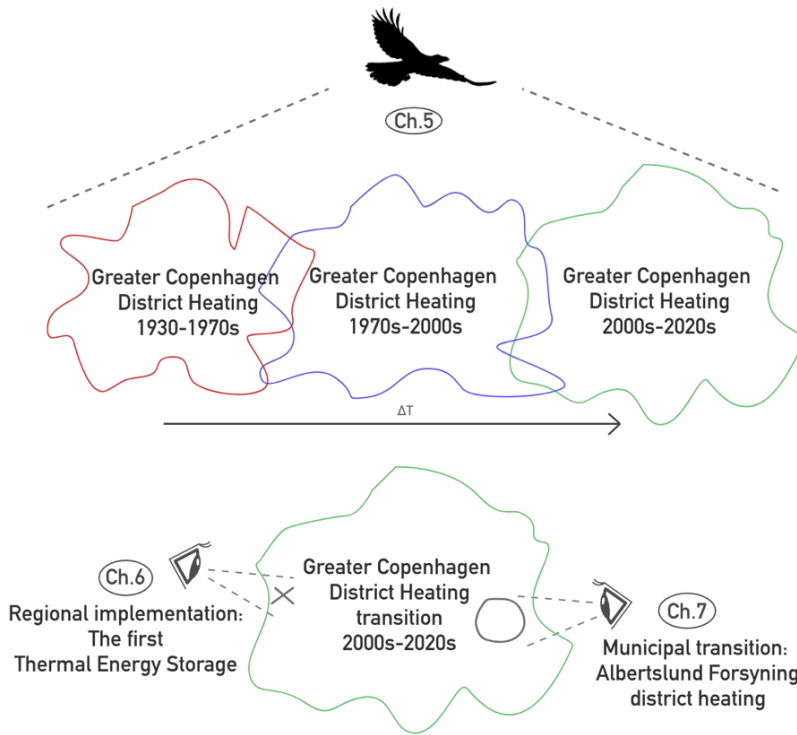 Ch.5
Greater Copenhagen
District Heating
1930-1970s
Greater Copenhagen
District Heating
1970s-2000s
Greater Copenhagen
District Heating
2000s-2020s
ΔT
Ch.6
Regional implementation:
The first
Thermal Energy Storage
Greater Copenhagen
District Heating
transition
2000s-2020s
Ch.7
Municipal transition:
Albertslund Forsyning
district heating